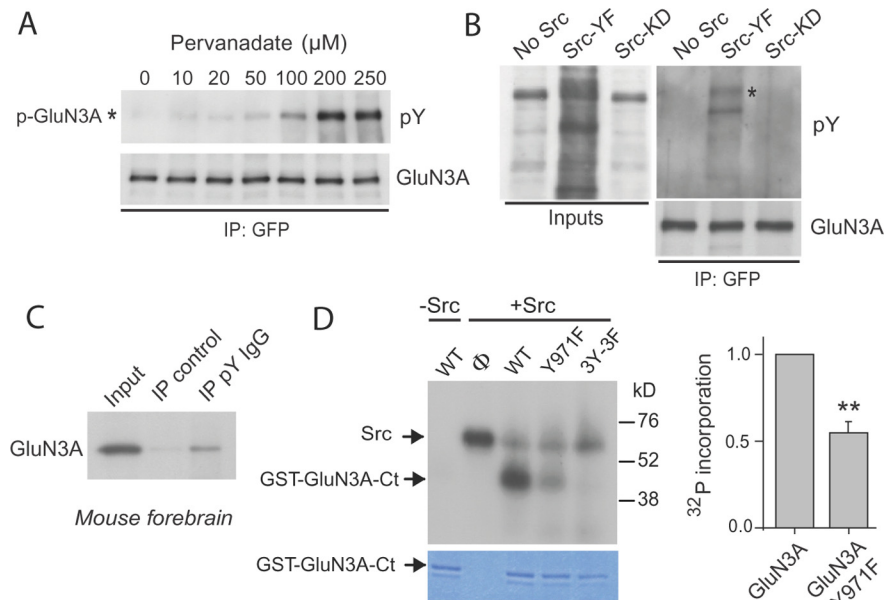 A
Pervanadate (µM)
0 10 20 50 100 200 250
p-GluN3A *
pY
GluN3A
IP: GFP
B
No Src Src-YF Src-KD
No Src Src-YF Src-KD
*
pY
Inputs
GluN3A
IP: GFP
C
Input IP control IP pY IgG
GluN3A
Mouse forebrain
D
-Src +Src
WT Φ WT Y971F 3Y-3F
kD
Src
76
52
GST-GluN3A-Ct
38
GST-GluN3A-Ct
32P incorporation
1.0
0.5
0.0
**
GluN3A
GluN3A
Y971F